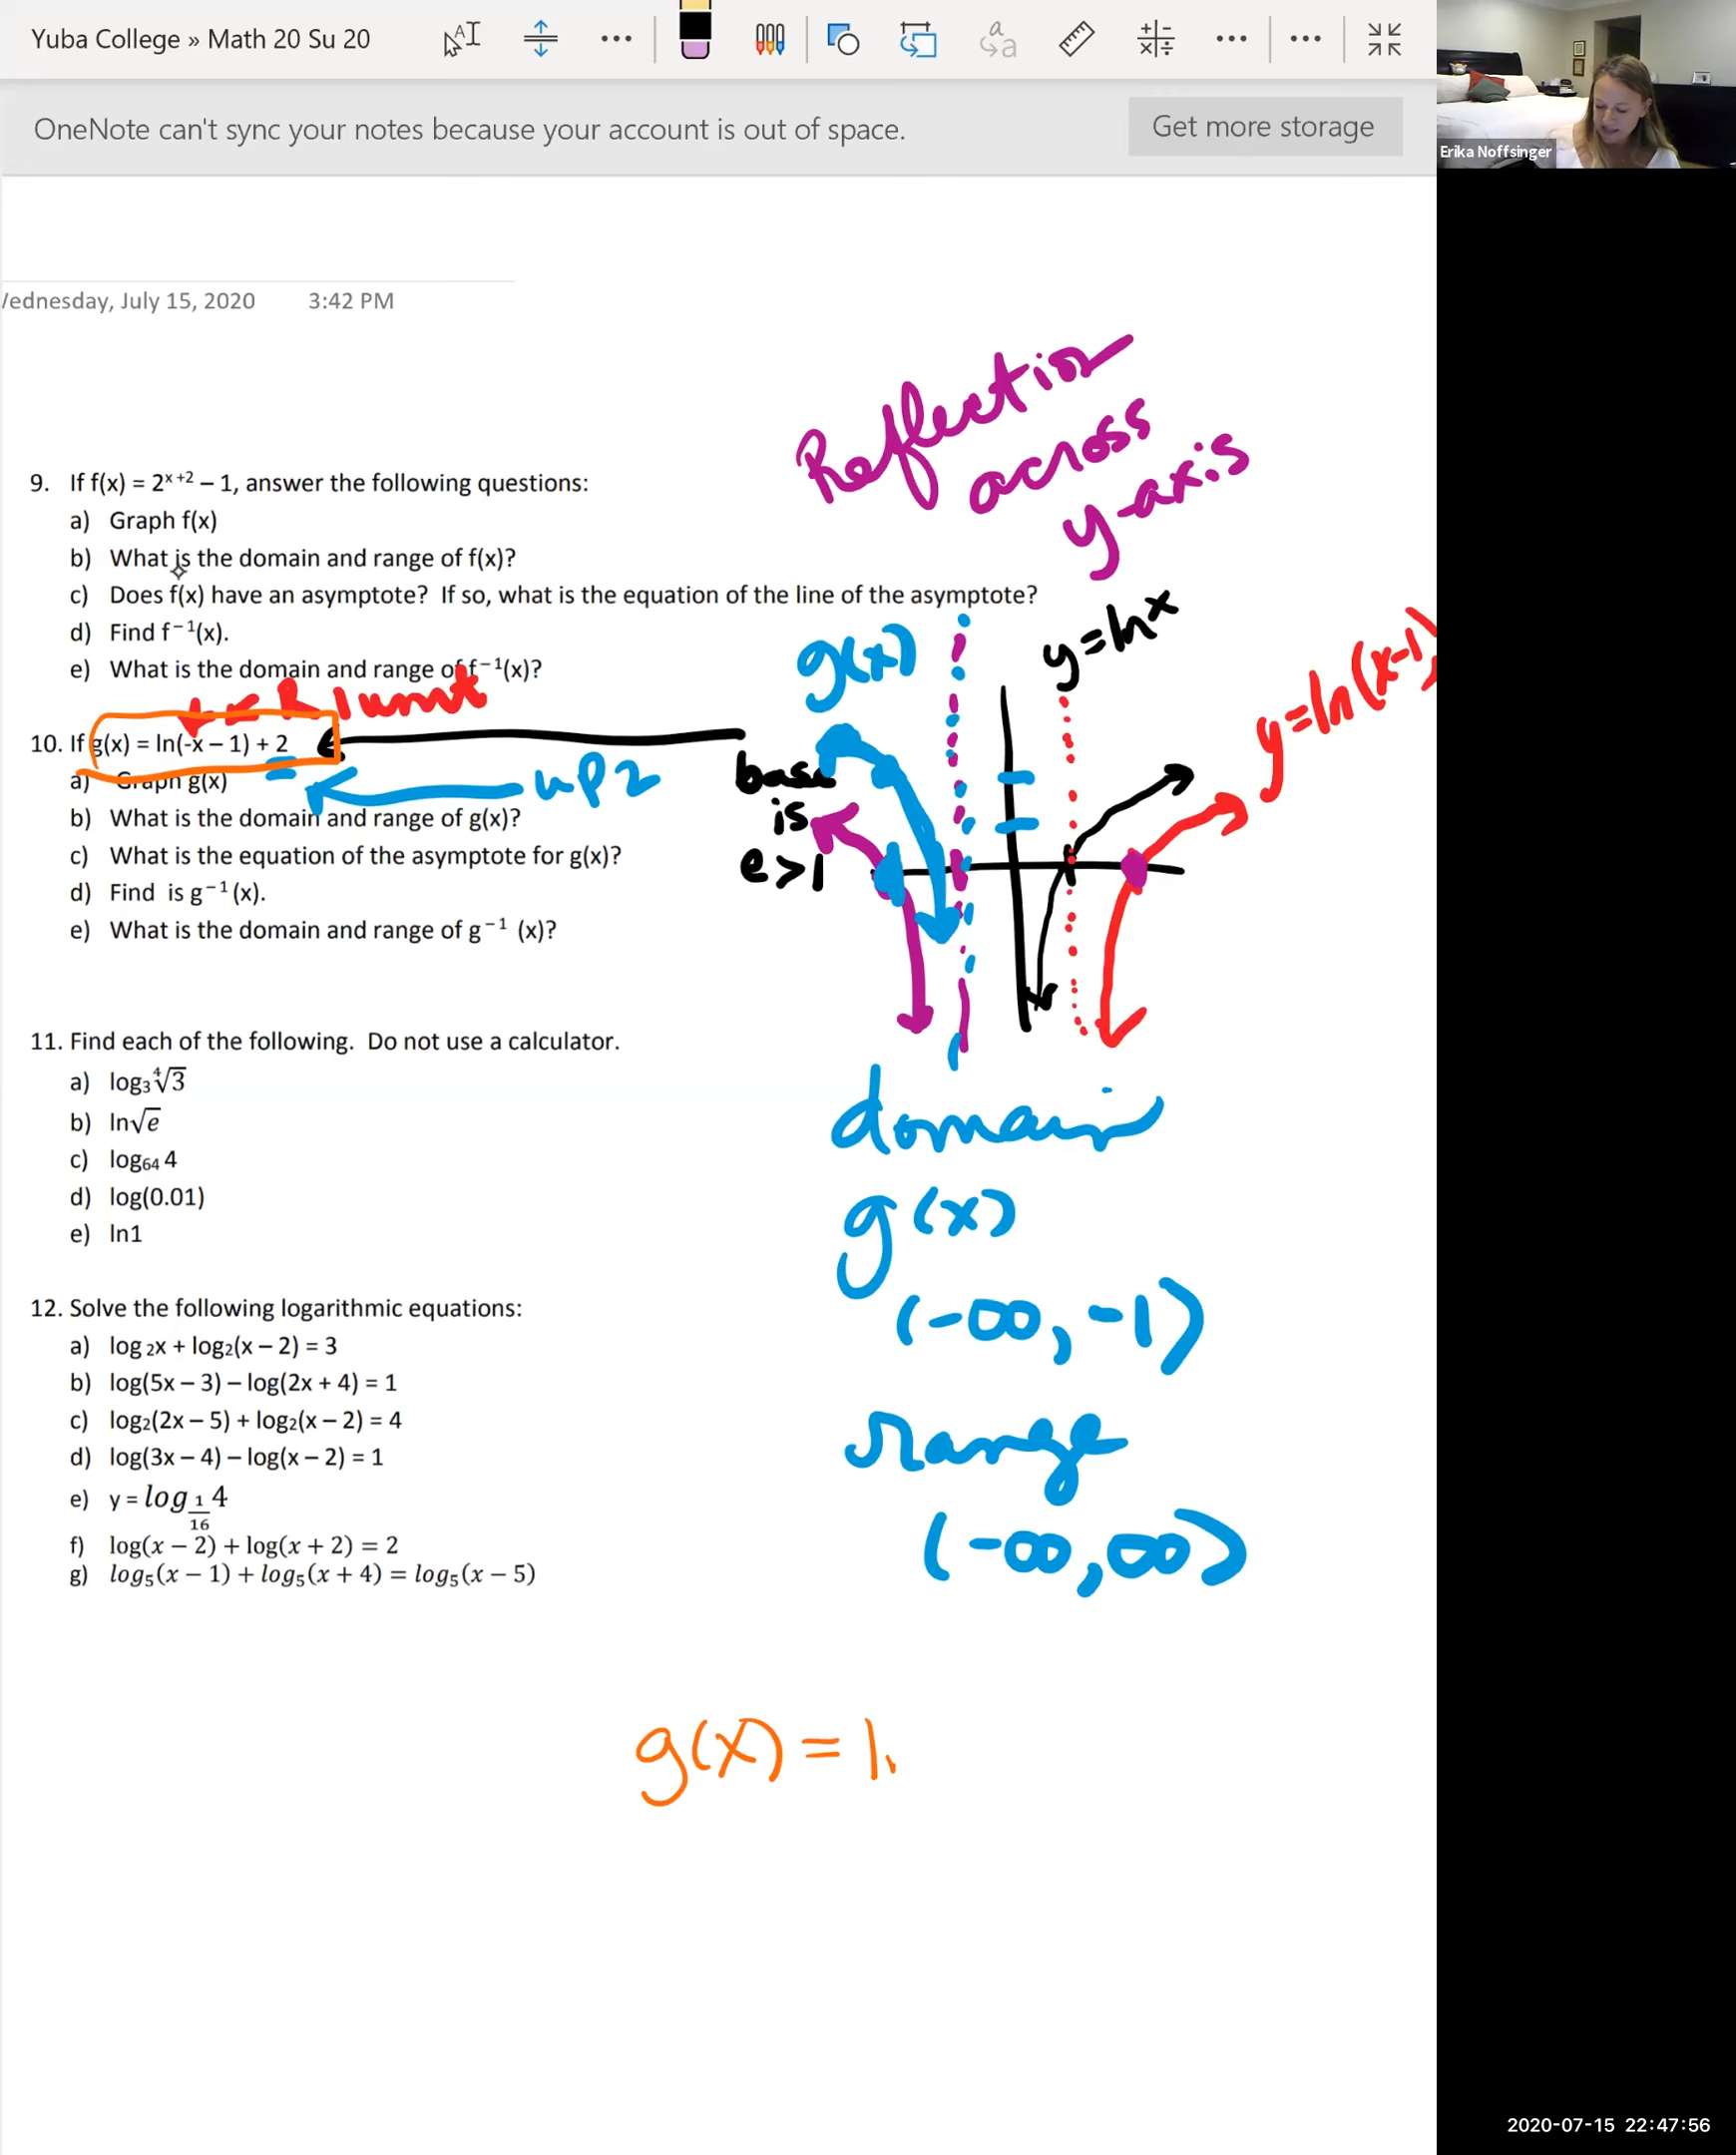 Yuba College » Math 20 Su 20
OneNote can't sync your notes because your account is out of space.
Get more storage
Erika Noffsinger
ednesday, July 15, 2020 3:42 PM
Reflection
across
y-axis
9. If f(x) = 2ˣ⁺² – 1, answer the following questions:
a) Graph f(x)
b) What is the domain and range of f(x)?
c) Does f(x) have an asymptote? If so, what is the equation of the line of the asymptote?
d) Find f⁻¹(x).
e) What is the domain and range of f⁻¹(x)?
R 1 unit
10. If g(x) = ln(-x – 1) + 2
a) Graph g(x)
up 2
b) What is the domain and range of g(x)?
c) What is the equation of the asymptote for g(x)?
d) Find is g⁻¹(x).
e) What is the domain and range of g⁻¹ (x)?
base
is
e>1
g(x)
y=lnx
y=ln(x-1)
11. Find each of the following. Do not use a calculator.
a) log₃⁴√3
b) ln√e
c) log₆₄ 4
d) log(0.01)
e) ln1
domain
g(x)
(-∞, -1)
range
(-∞, ∞)
12. Solve the following logarithmic equations:
a) log ₂x + log₂(x – 2) = 3
b) log(5x – 3) – log(2x + 4) = 1
c) log₂(2x – 5) + log₂(x – 2) = 4
d) log(3x – 4) – log(x – 2) = 1
e) y = log_(1/16) 4
f) log(x − 2) + log(x + 2) = 2
g) log₅(x − 1) + log₅(x + 4) = log₅(x − 5)
g(x) = l
2020-07-15 22:47:56